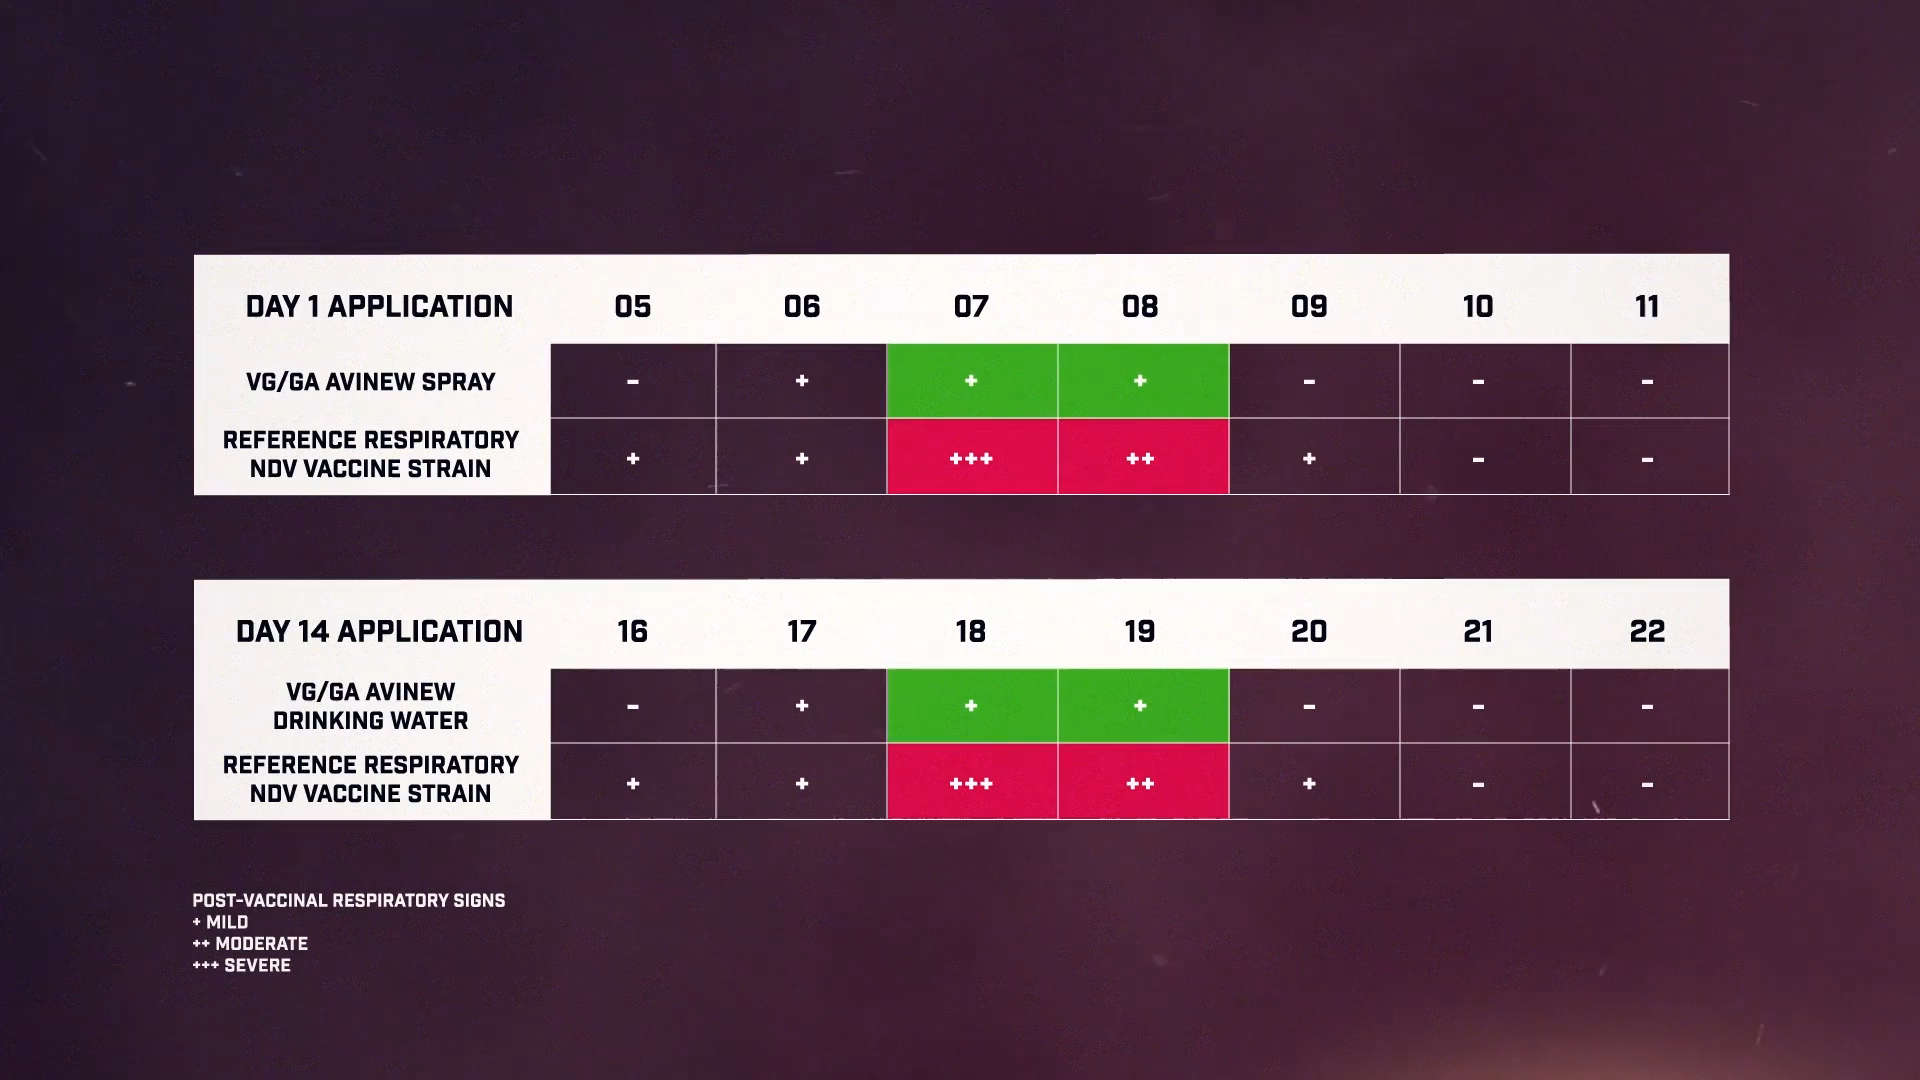 DAY 1 APPLICATION 05 06 07 08 09 10 11
VG/GA AVINEW SPRAY - + + + - - -
REFERENCE RESPIRATORY
NDV VACCINE STRAIN + + +++ ++ + - -
DAY 14 APPLICATION 16 17 18 19 20 21 22
VG/GA AVINEW
DRINKING WATER - + + + - - -
REFERENCE RESPIRATORY
NDV VACCINE STRAIN + + +++ ++ + - -
POST-VACCINAL RESPIRATORY SIGNS
+ MILD
++ MODERATE
+++ SEVERE